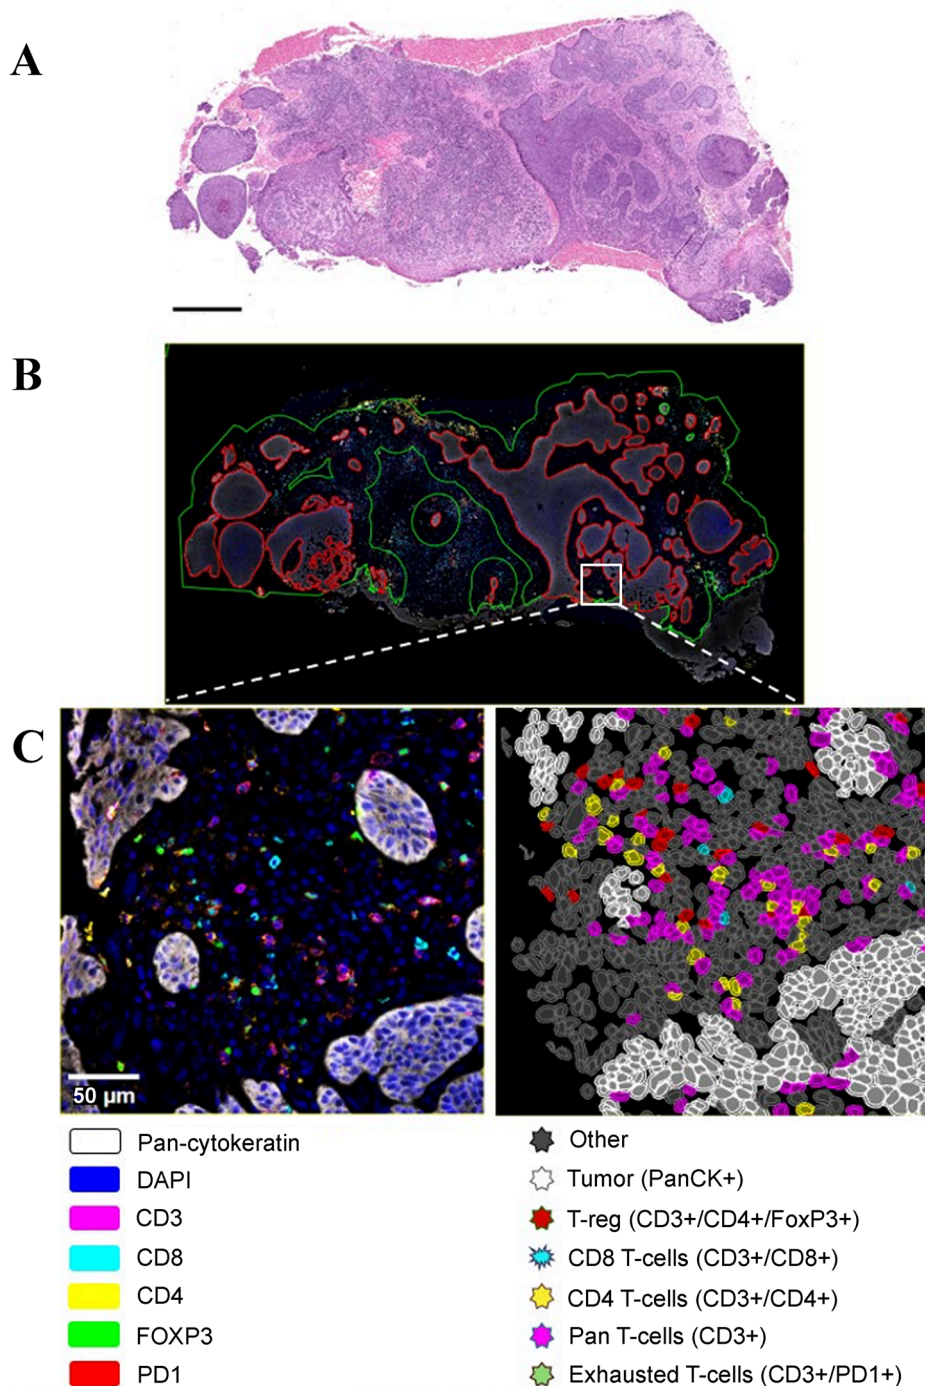 A
B
C
50 µm
Pan-cytokeratin
DAPI
CD3
CD8
CD4
FOXP3
PD1
Other
Tumor (PanCK+)
T-reg (CD3+/CD4+/FoxP3+)
CD8 T-cells (CD3+/CD8+)
CD4 T-cells (CD3+/CD4+)
Pan T-cells (CD3+)
Exhausted T-cells (CD3+/PD1+)